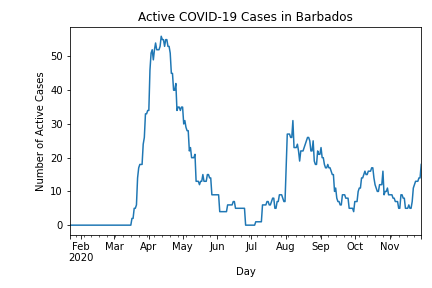 Active COVID-19 Cases in Barbados
Number of Active Cases
50
40
30
20
10
0
Feb Mar Apr May Jun Jul Aug Sep Oct Nov
2020
Day